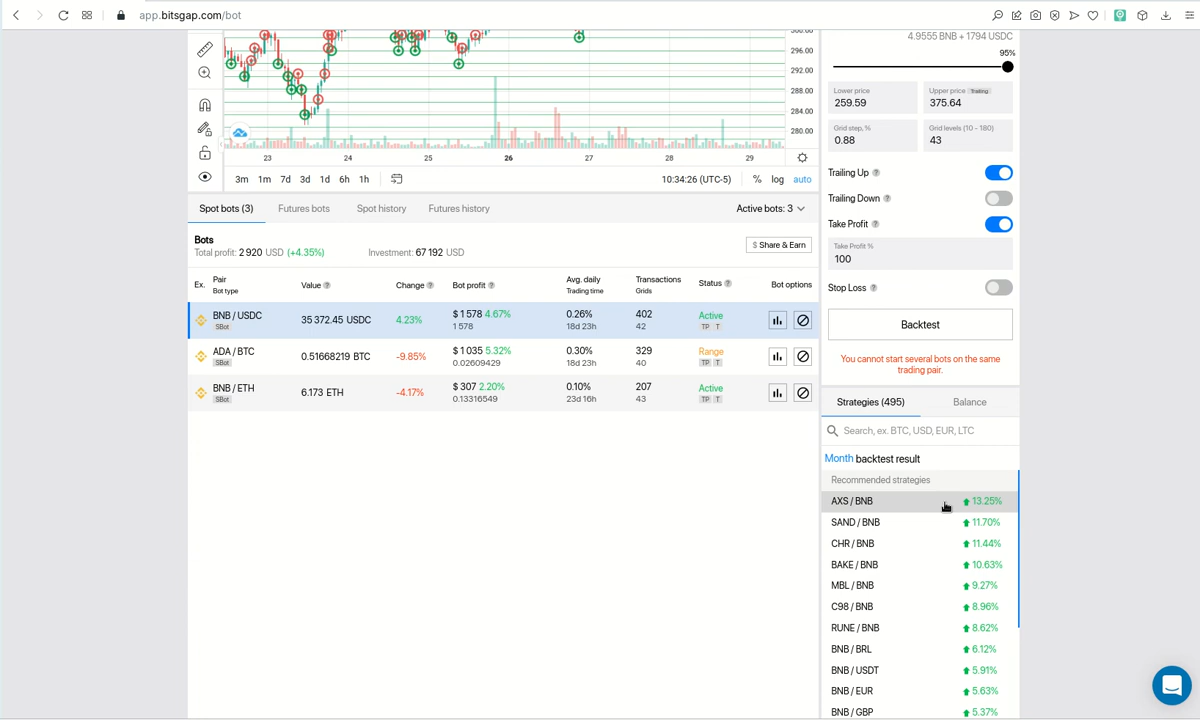 app.bitsgap.com/bot
4.9555 BNB + 1794 USDC
95%
300.00
296.00
292.00
288.00
284.00
280.00
23 24 25 26 27 28 29
3m 1m 7d 3d 1d 6h 1h
10:34:26 (UTC-5) % log auto
Lower price
259.59
Upper price Trailing
375.64
Grid step, %
0.88
Grid levels (10 - 180)
43
Trailing Up ?
Trailing Down ?
Take Profit ?
Take Profit %
100
Stop Loss ?
Backtest
You cannot start several bots on the same
trading pair.
Spot bots (3) Futures bots Spot history Futures history Active bots: 3
Bots
Total profit: 2 920 USD (+4.35%) Investment: 67 192 USD
$ Share & Earn
Ex. Pair Value ? Change ? Bot profit ? Avg. daily Transactions Status ? Bot options
Bot type Trading time Grids
BNB / USDC 35 372.45 USDC 4.23% $ 1 578 4.67% 0.26% 402 Active
SBot 1 578 18d 23h 42 TP T
ADA / BTC 0.51668219 BTC -9.85% $ 1 035 5.32% 0.30% 329 Range
SBot 0.02609429 18d 23h 40 TP T
BNB / ETH 6.173 ETH -4.17% $ 307 2.20% 0.10% 207 Active
SBot 0.13316549 23d 16h 43 TP T
Strategies (495) Balance
Search, ex. BTC, USD, EUR, LTC
Month backtest result
Recommended strategies
AXS / BNB 13.25%
SAND / BNB 11.70%
CHR / BNB 11.44%
BAKE / BNB 10.63%
MBL / BNB 9.27%
C98 / BNB 8.96%
RUNE / BNB 8.62%
BNB / BRL 6.12%
BNB / USDT 5.91%
BNB / EUR 5.63%
BNB / GBP 5.37%